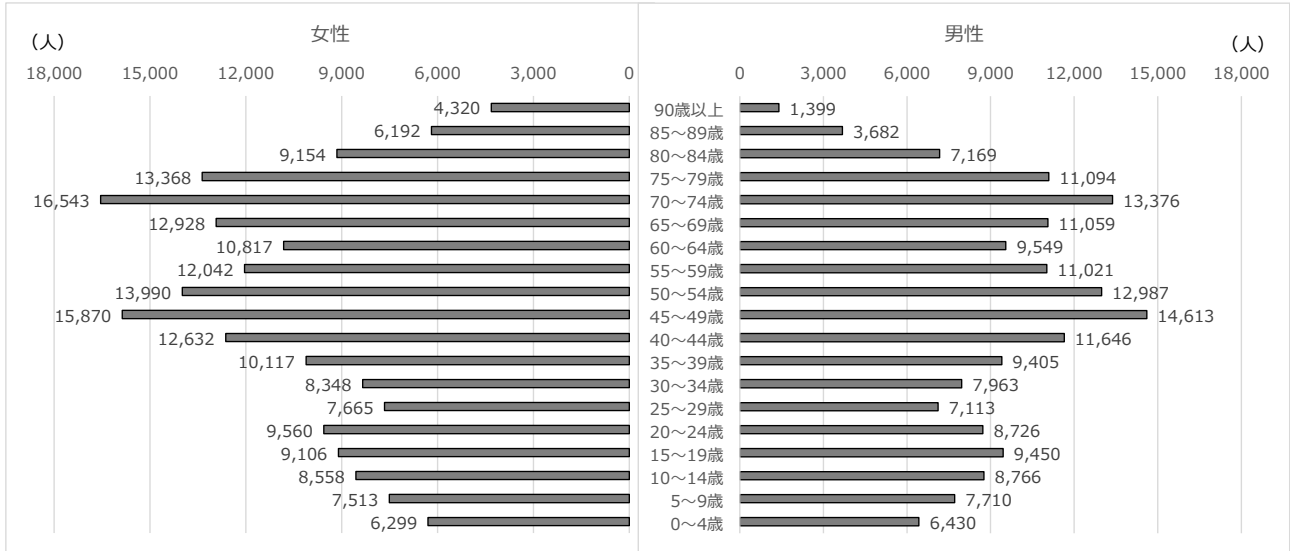 女性 男性
(人) (人)
18,000 15,000 12,000 9,000 6,000 3,000 0 0 3,000 6,000 9,000 12,000 15,000 18,000
4,320 90歳以上 1,399
6,192 85～89歳 3,682
9,154 80～84歳 7,169
13,368 75～79歳 11,094
16,543 70～74歳 13,376
12,928 65～69歳 11,059
10,817 60～64歳 9,549
12,042 55～59歳 11,021
13,990 50～54歳 12,987
15,870 45～49歳 14,613
12,632 40～44歳 11,646
10,117 35～39歳 9,405
8,348 30～34歳 7,963
7,665 25～29歳 7,113
9,560 20～24歳 8,726
9,106 15～19歳 9,450
8,558 10～14歳 8,766
7,513 5～9歳 7,710
6,299 0～4歳 6,430